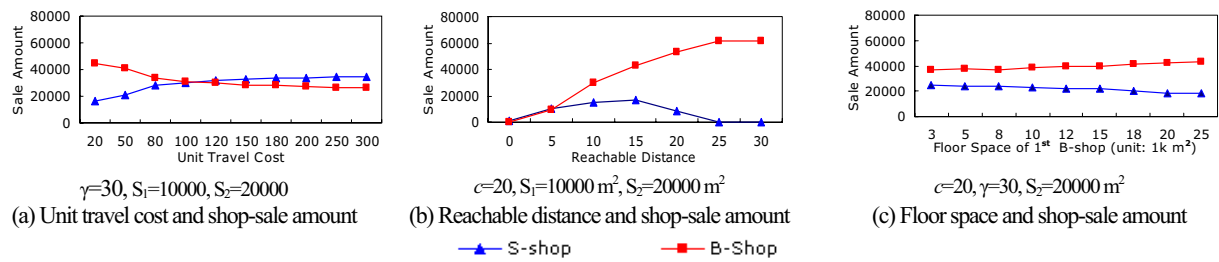 80000
60000
40000
20000
0
Sale Amount
20 50 80 100 120 150 180 200 250 300
Unit Travel Cost
γ=30, S₁=10000, S₂=20000
(a) Unit travel cost and shop-sale amount
80000
60000
40000
20000
0
Sale Amount
0 5 10 15 20 25 30
Reachable Distance
c=20, S₁=10000 m², S₂=20000 m²
(b) Reachable distance and shop-sale amount
80000
60000
40000
20000
0
Sale Amount
3 5 8 10 12 15 18 20 25
Floor Space of 1ˢᵗ B-shop (unit: 1k m²)
c=20, γ=30, S₂=20000 m²
(c) Floor space and shop-sale amount
S-shop B-Shop